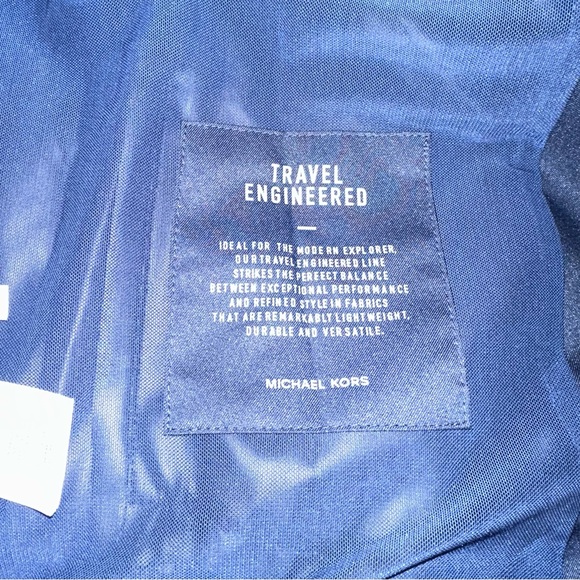 TRAVEL
ENGINEERED
—
IDEAL FOR THE MODERN EXPLORER,
OUR TRAVEL ENGINEERED LINE
STRIKES THE PERFECT BALANCE
BETWEEN EXCEPTIONAL PERFORMANCE
AND REFINED STYLE IN FABRICS
THAT ARE REMARKABLY LIGHTWEIGHT,
DURABLE AND VERSATILE.
MICHAEL KORS